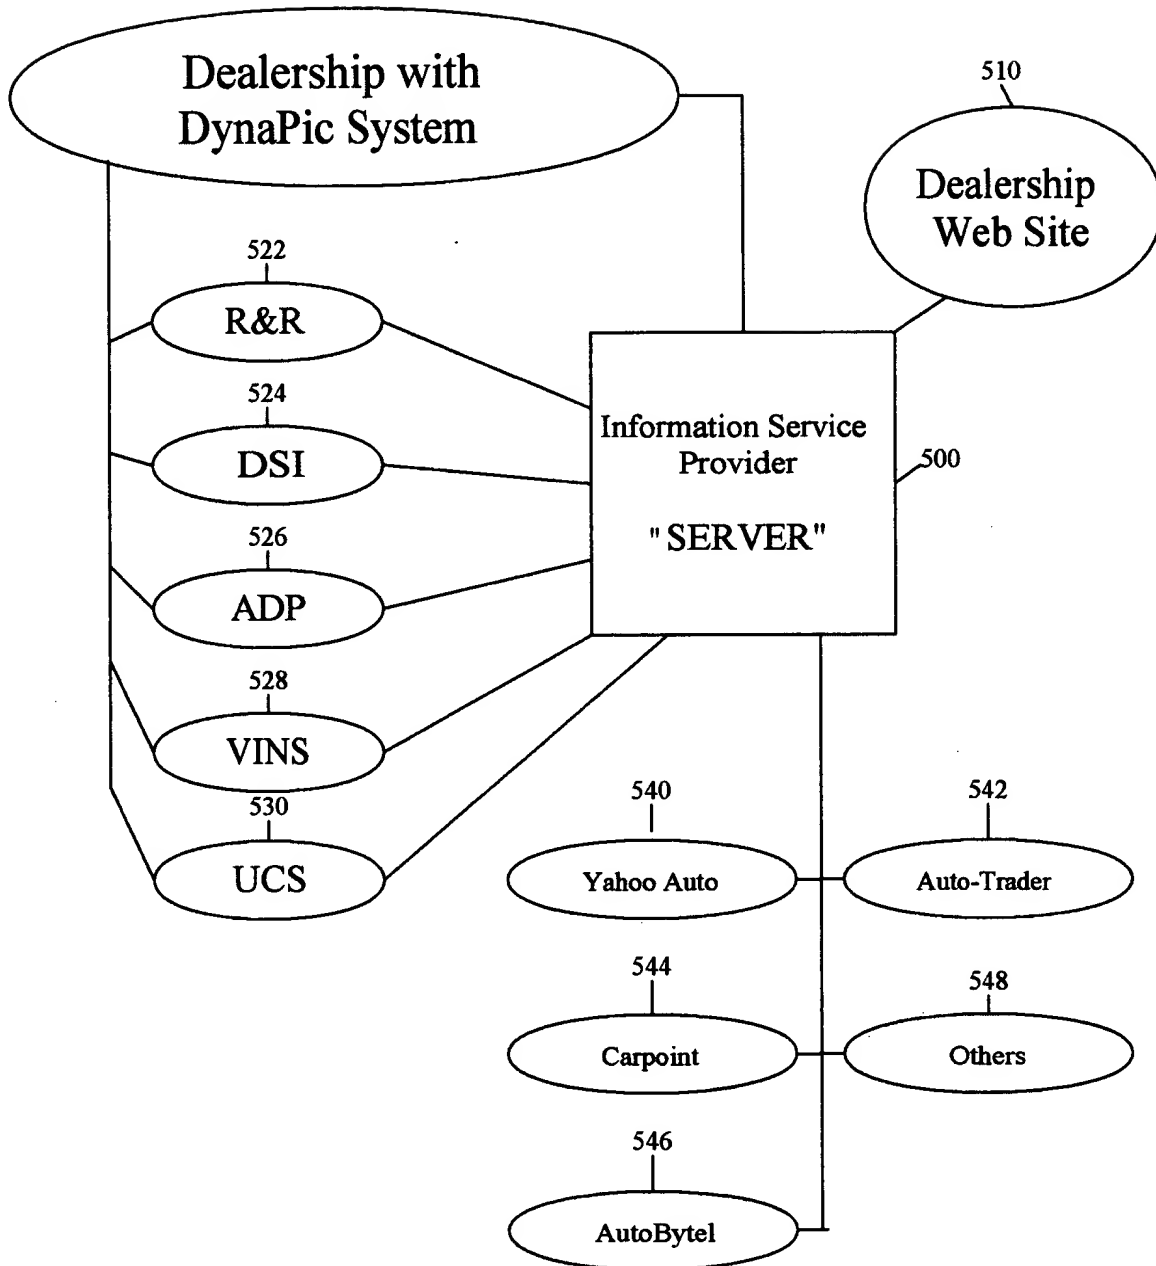 Dealership with
DynaPic System
510
Dealership
Web Site
522
R&R
524
DSI
526
ADP
528
VINS
530
UCS
Information Service
Provider
"SERVER"
500
540
Yahoo Auto
542
Auto-Trader
544
Carpoint
548
Others
546
AutoBytel